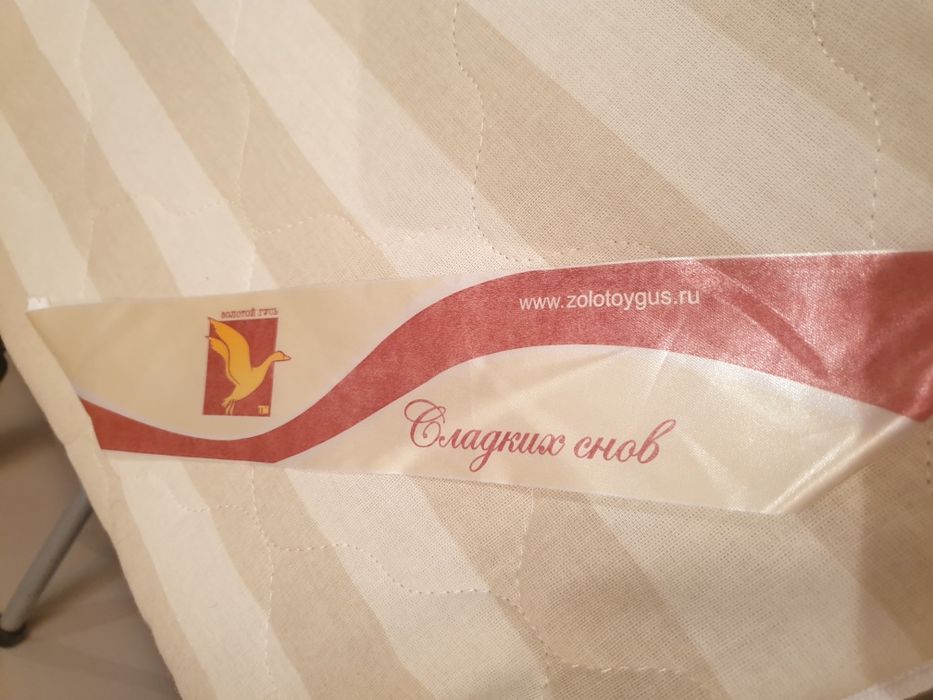 ЗОЛОТОЙ ГУСЬ
TM
www.zolotoygus.ru
Сладких снов